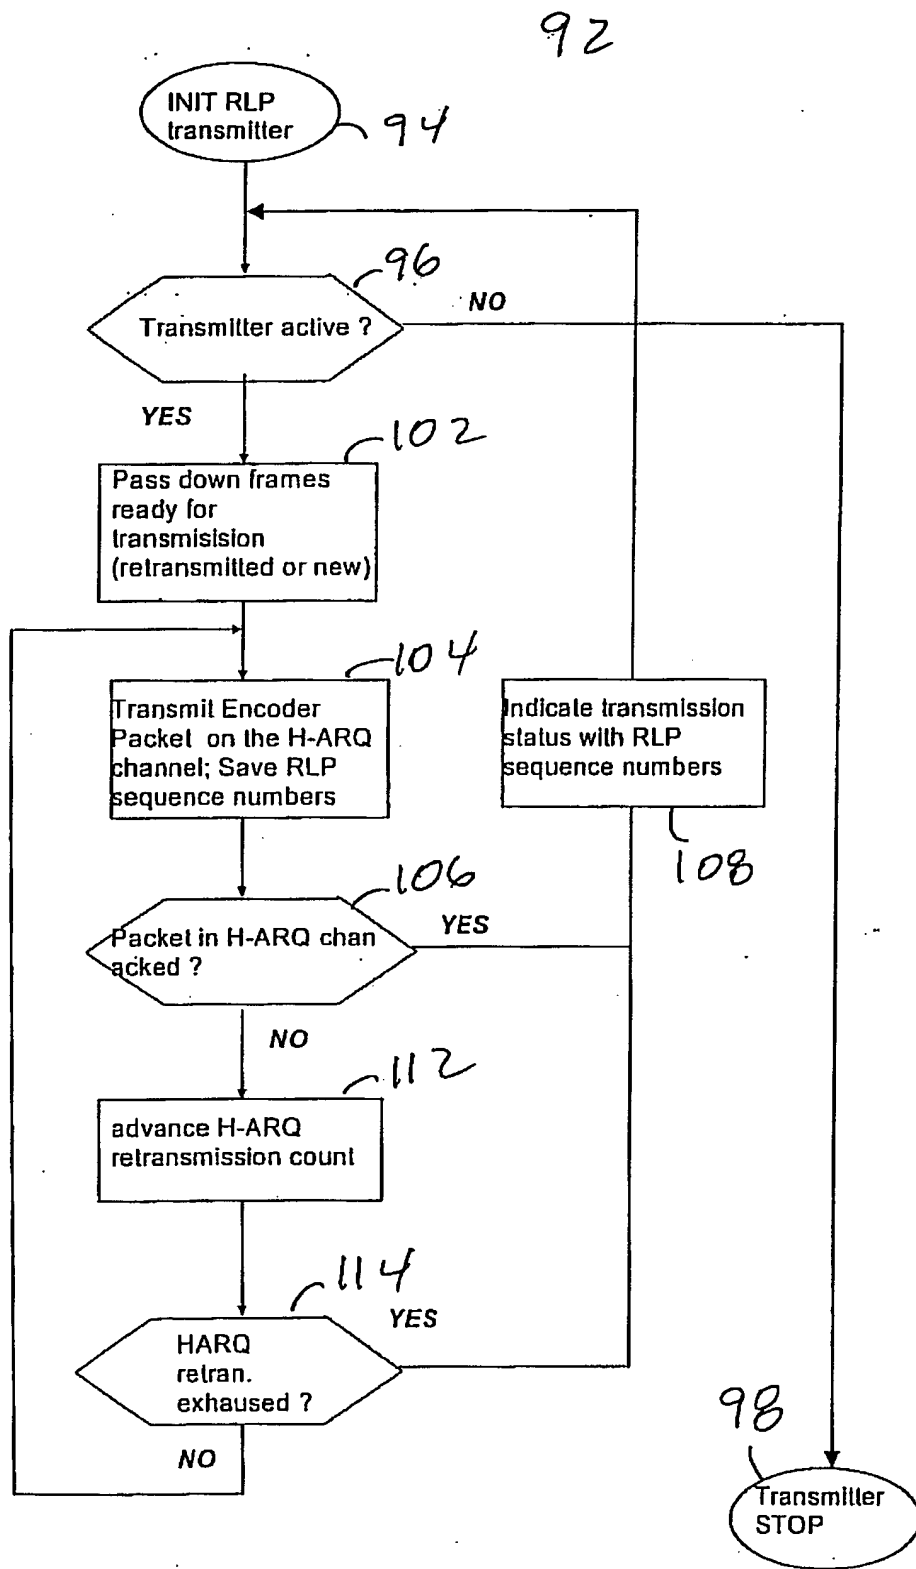 92
INIT RLP
transmitter
94
96
NO
Transmitter active ?
YES
102
Pass down frames
ready for
transmisision
(retransmitted or new)
104
Transmit Encoder
Packet on the H-ARQ
channel; Save RLP
sequence numbers
Indicate transmission
status with RLP
sequence numbers
108
106
YES
Packet in H-ARQ chan
acked ?
NO
112
advance H-ARQ
retransmission count
114
YES
HARQ
retran.
exhaused ?
NO
98
Transmitter
STOP